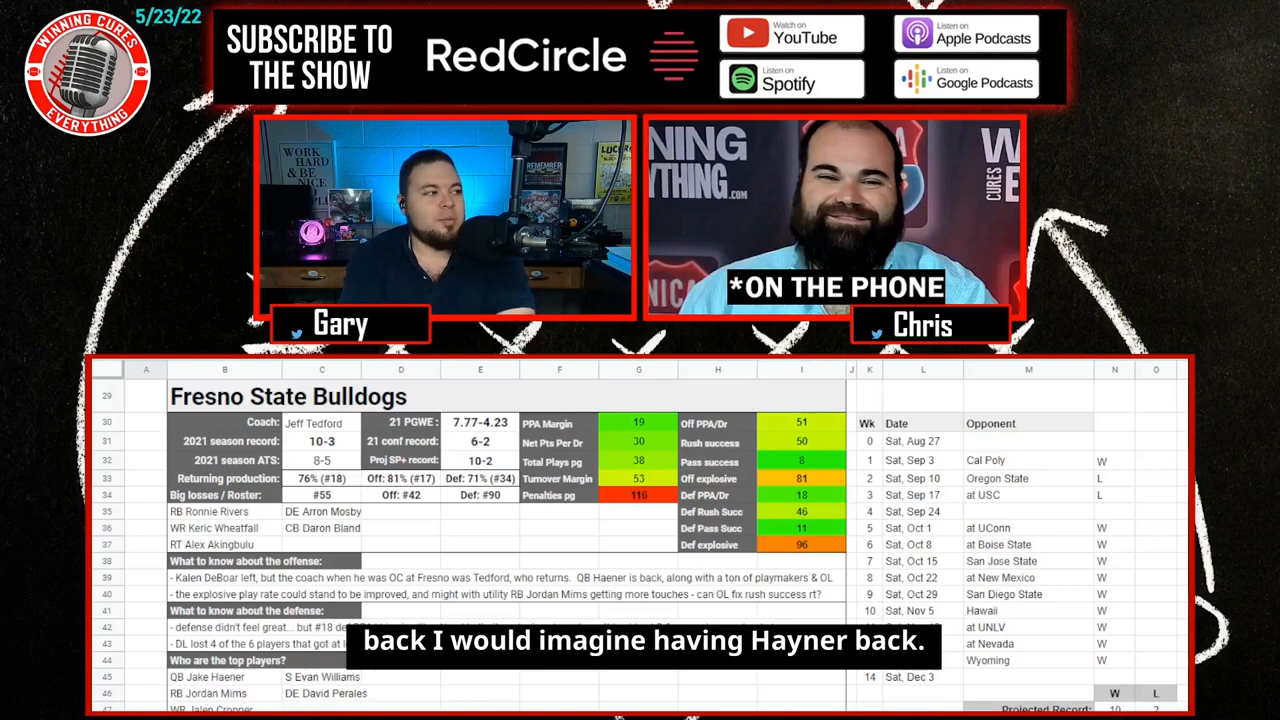 5/23/22
WINNING CURES
EVERYTHING
SUBSCRIBE TO
THE SHOW
RedCircle
Watch on
YouTube
Listen on
Spotify
Listen on
Apple Podcasts
Listen on
Google Podcasts
WORK
HARD
& BE
NICE
REMEMBER
NING
YTHING
.COM
W
CURES
E
NICA
*ON THE PHONE
Gary
Chris
A B C D E F G H I J K L M N O
29 Fresno State Bulldogs
30 Coach: Jeff Tedford 21 PGWE : 7.77-4.23 PPA Margin 19 Off PPA/Dr 51 Wk Date Opponent
31 2021 season record: 10-3 21 conf record: 6-2 Net Pts Per Dr 30 Rush success 50 0 Sat, Aug 27
32 2021 season ATS: 8-5 Proj SP+ record: 10-2 Total Plays pg 38 Pass success 8 1 Sat, Sep 3 Cal Poly W
33 Returning production: 76% (#18) Off: 81% (#17) Def: 71% (#34) Turnover Margin 53 Off explosive 81 2 Sat, Sep 10 Oregon State L
34 Big losses / Roster: #55 Off: #42 Def: #90 Penalties pg 116 Def PPA/Dr 18 3 Sat, Sep 17 at USC L
35 RB Ronnie Rivers DE Arron Mosby Def Rush Succ 46 4 Sat, Sep 24
36 WR Keric Wheatfall CB Daron Bland Def Pass Succ 11 5 Sat, Oct 1 at UConn W
37 RT Alex Akingbulu Def explosive 96 6 Sat, Oct 8 at Boise State W
38 What to know about the offense: 7 Sat, Oct 15 San Jose State W
39 - Kalen DeBoar left, but the coach when he was OC at Fresno was Tedford, who returns. QB Haener is back, along with a ton of playmakers & OL 8 Sat, Oct 22 at New Mexico W
40 - the explosive play rate could stand to be improved, and might with utility RB Jordan Mims getting more touches - can OL fix rush success rt? 9 Sat, Oct 29 San Diego State W
41 What to know about the defense: 10 Sat, Nov 5 Hawaii W
42 - defense didn't feel great... but #18 de at UNLV W
43 - DL lost 4 of the 6 players that got at l at Nevada W
44 Who are the top players? Wyoming W
45 QB Jake Haener S Evan Williams 14 Sat, Dec 3
46 RB Jordan Mims DE David Perales W L
47 WR Jalen Cropper Projected Record: 10 2
back I would imagine having Hayner back.